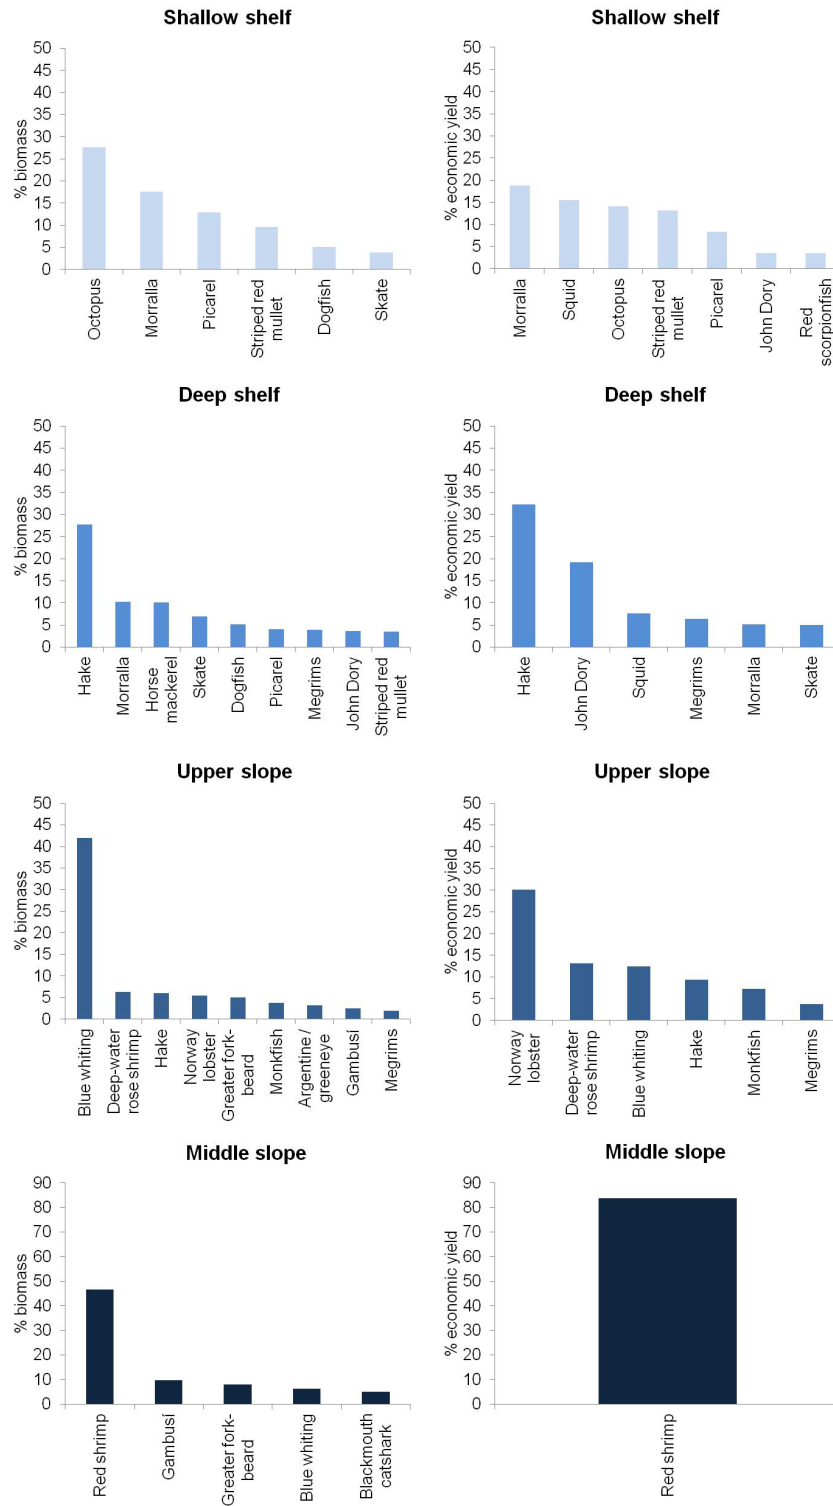 Shallow shelf
% biomass
50
45
40
35
30
25
20
15
10
5
0
Octopus
Morralla
Picarel
Striped red
mullet
Dogfish
Skate
Shallow shelf
% economic yield
50
45
40
35
30
25
20
15
10
5
0
Morralla
Squid
Octopus
Striped red
mullet
Picarel
John Dory
Red
scorpionfish
Deep shelf
% biomass
50
45
40
35
30
25
20
15
10
5
0
Hake
Morralla
Horse
mackerel
Skate
Dogfish
Picarel
Megrims
John Dory
Striped red
mullet
Deep shelf
% economic yield
50
45
40
35
30
25
20
15
10
5
0
Hake
John Dory
Squid
Megrims
Morralla
Skate
Upper slope
% biomass
50
45
40
35
30
25
20
15
10
5
0
Blue whiting
Deep-water
rose shrimp
Hake
Norway
lobster
Greater fork-
beard
Monkfish
Argentine /
greeneye
Gambusí
Megrims
Upper slope
% economic yield
50
45
40
35
30
25
20
15
10
5
0
Norway
lobster
Deep-water
rose shrimp
Blue whiting
Hake
Monkfish
Megrims
Middle slope
% biomass
90
80
70
60
50
40
30
20
10
0
Red shrimp
Gambusí
Greater fork-
beard
Blue whiting
Blackmouth
catshark
Middle slope
% economic yield
90
80
70
60
50
40
30
20
10
0
Red shrimp